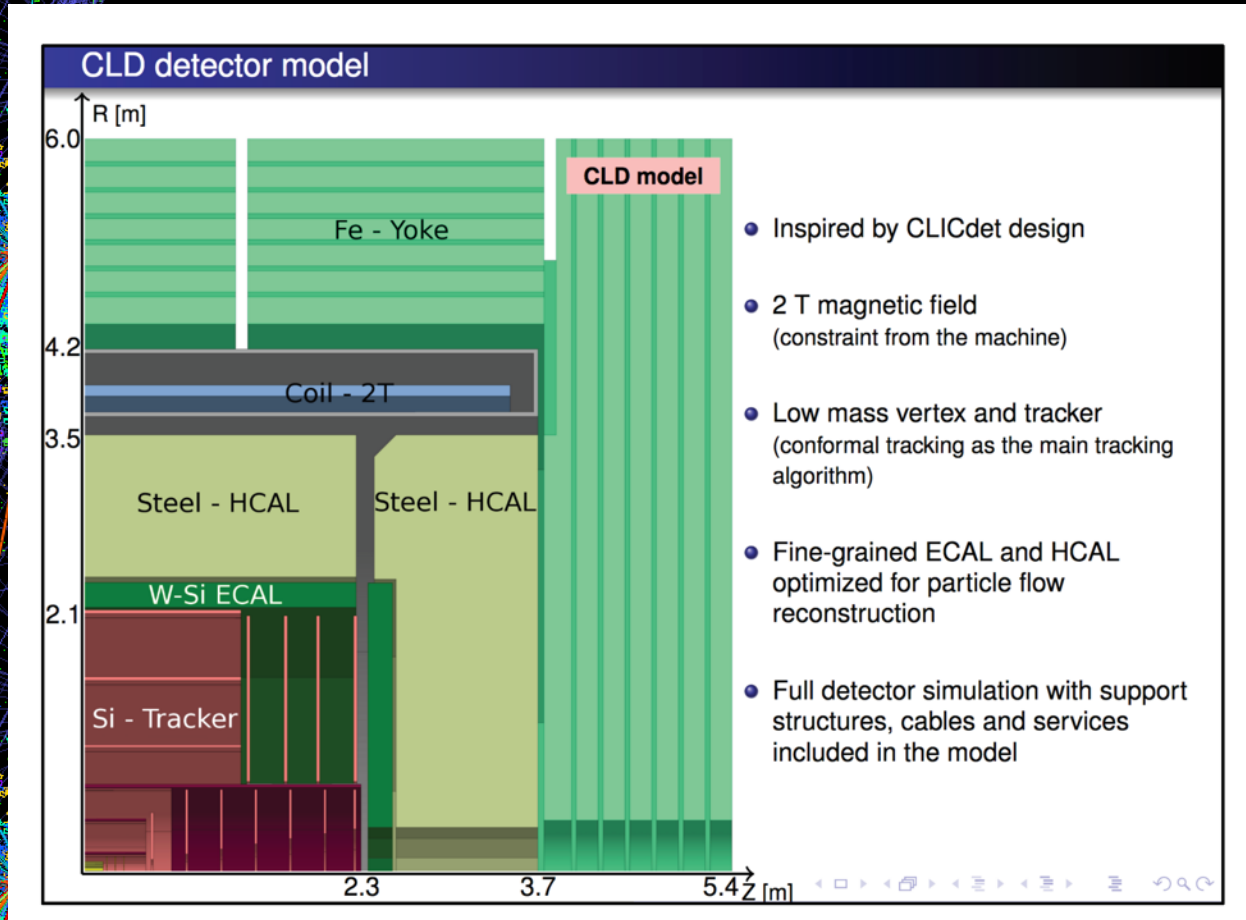 CLD detector model
R [m]
6.0
CLD model
Fe - Yoke
4.2
Coil - 2T
3.5
Steel - HCAL
Steel - HCAL
W-Si ECAL
2.1
Si - Tracker
2.3
3.7
5.4
Z [m]
Inspired by CLICdet design
2 T magnetic field
(constraint from the machine)
Low mass vertex and tracker
(conformal tracking as the main tracking
algorithm)
Fine-grained ECAL and HCAL
optimized for particle flow
reconstruction
Full detector simulation with support
structures, cables and services
included in the model